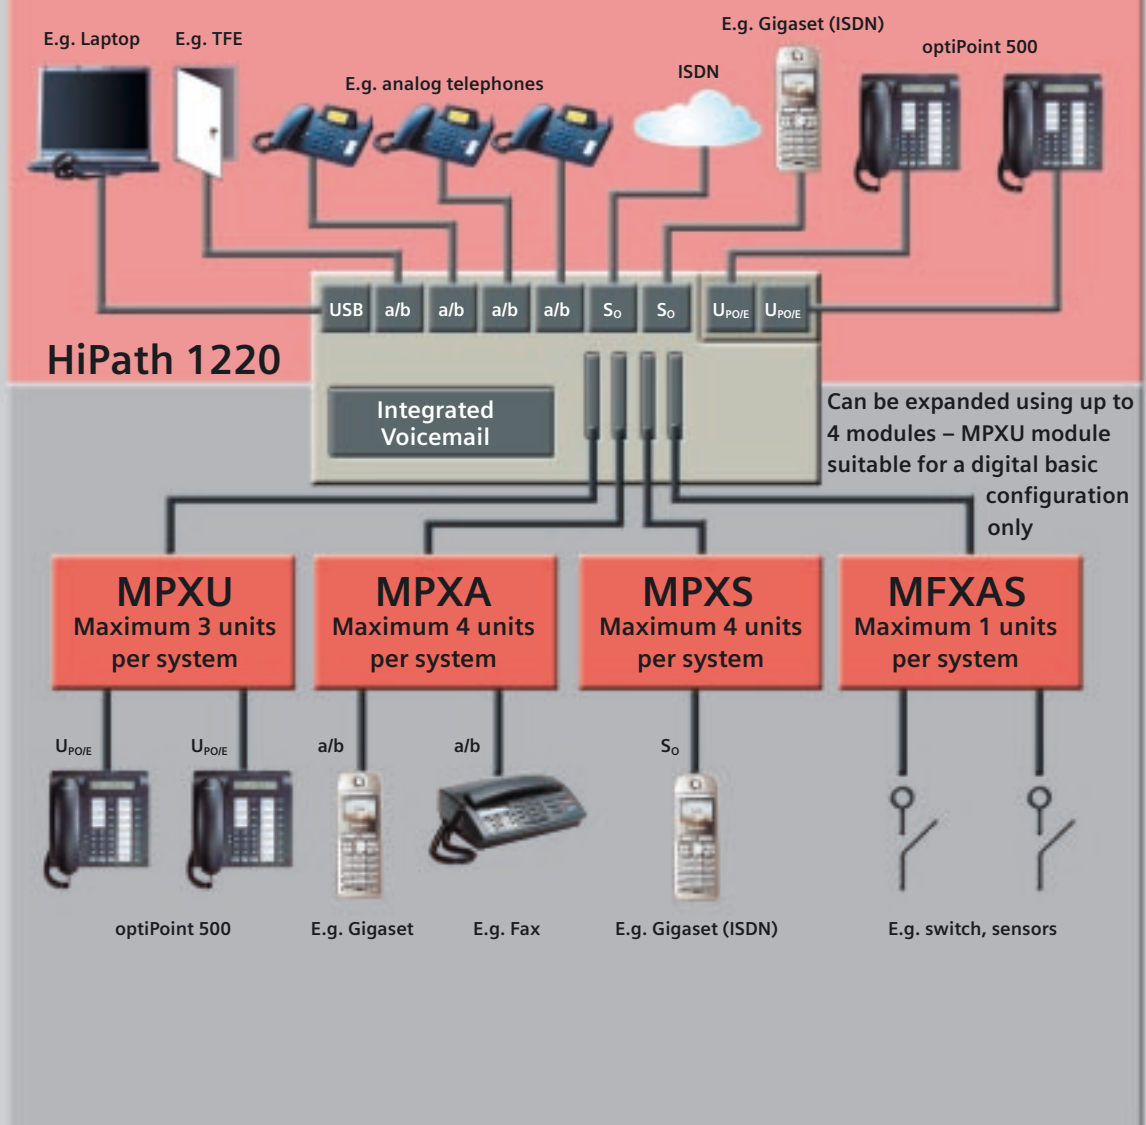 E.g. Laptop
E.g. TFE
E.g. analog telephones
ISDN
E.g. Gigaset (ISDN)
optiPoint 500
USB
a/b
a/b
a/b
a/b
SO
SO
UPO/E
UPO/E
HiPath 1220
Integrated
Voicemail
Can be expanded using up to
4 modules – MPXU module
suitable for a digital basic
configuration
only
MPXU
Maximum 3 units
per system
MPXA
Maximum 4 units
per system
MPXS
Maximum 4 units
per system
MFXAS
Maximum 1 units
per system
UPO/E
UPO/E
a/b
a/b
SO
optiPoint 500
E.g. Gigaset
E.g. Fax
E.g. Gigaset (ISDN)
E.g. switch, sensors